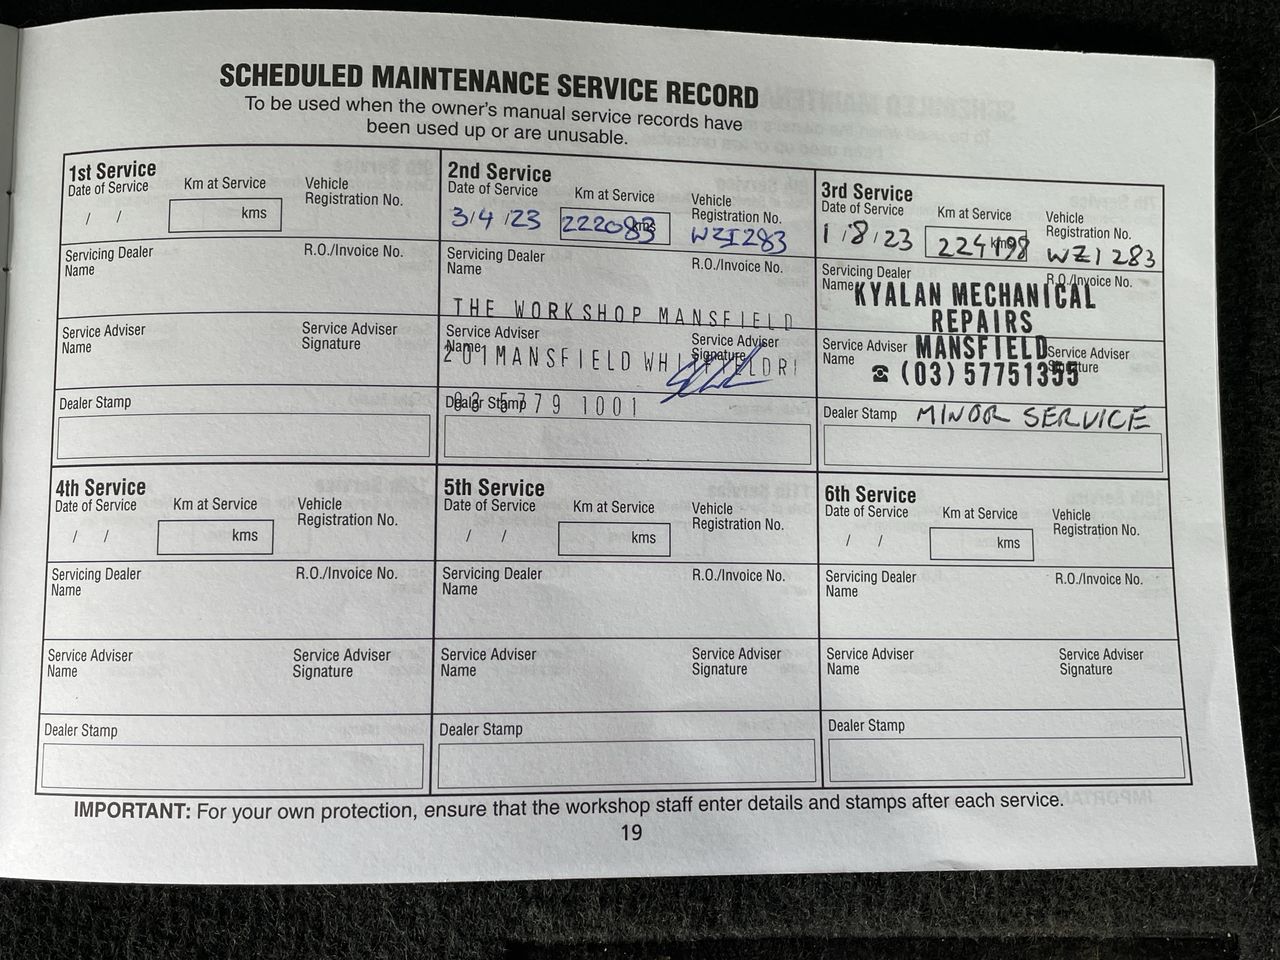 SCHEDULED MAINTENANCE SERVICE RECORD
To be used when the owner's manual service records have
been used up or are unusable.
1st Service
Date of Service Km at Service Vehicle
Registration No.
/ / kms
Servicing Dealer R.O./Invoice No.
Name
Service Adviser Service Adviser
Name Signature
Dealer Stamp
2nd Service
Date of Service Km at Service Vehicle
Registration No.
3/4/23 222083 kms WZI283
Servicing Dealer R.O./Invoice No.
Name
THE WORKSHOP MANSFIELD
Service Adviser Service Adviser
Name Signature
201 MANSFIELD WHITFIELD RI
Dealer Stamp
03 5779 1001
3rd Service
Date of Service Km at Service Vehicle
Registration No.
1/8/23 224198 kms WZI283
Servicing Dealer R.O./Invoice No.
Name
KYALAN MECHANICAL
REPAIRS
Service Adviser Service Adviser
Name Signature
MANSFIELD
☎ (03) 57751355
Dealer Stamp MINOR SERVICE
4th Service
Date of Service Km at Service Vehicle
Registration No.
/ / kms
Servicing Dealer R.O./Invoice No.
Name
Service Adviser Service Adviser
Name Signature
Dealer Stamp
5th Service
Date of Service Km at Service Vehicle
Registration No.
/ / kms
Servicing Dealer R.O./Invoice No.
Name
Service Adviser Service Adviser
Name Signature
Dealer Stamp
6th Service
Date of Service Km at Service Vehicle
Registration No.
/ / kms
Servicing Dealer R.O./Invoice No.
Name
Service Adviser Service Adviser
Name Signature
Dealer Stamp
IMPORTANT: For your own protection, ensure that the workshop staff enter details and stamps after each service.
19